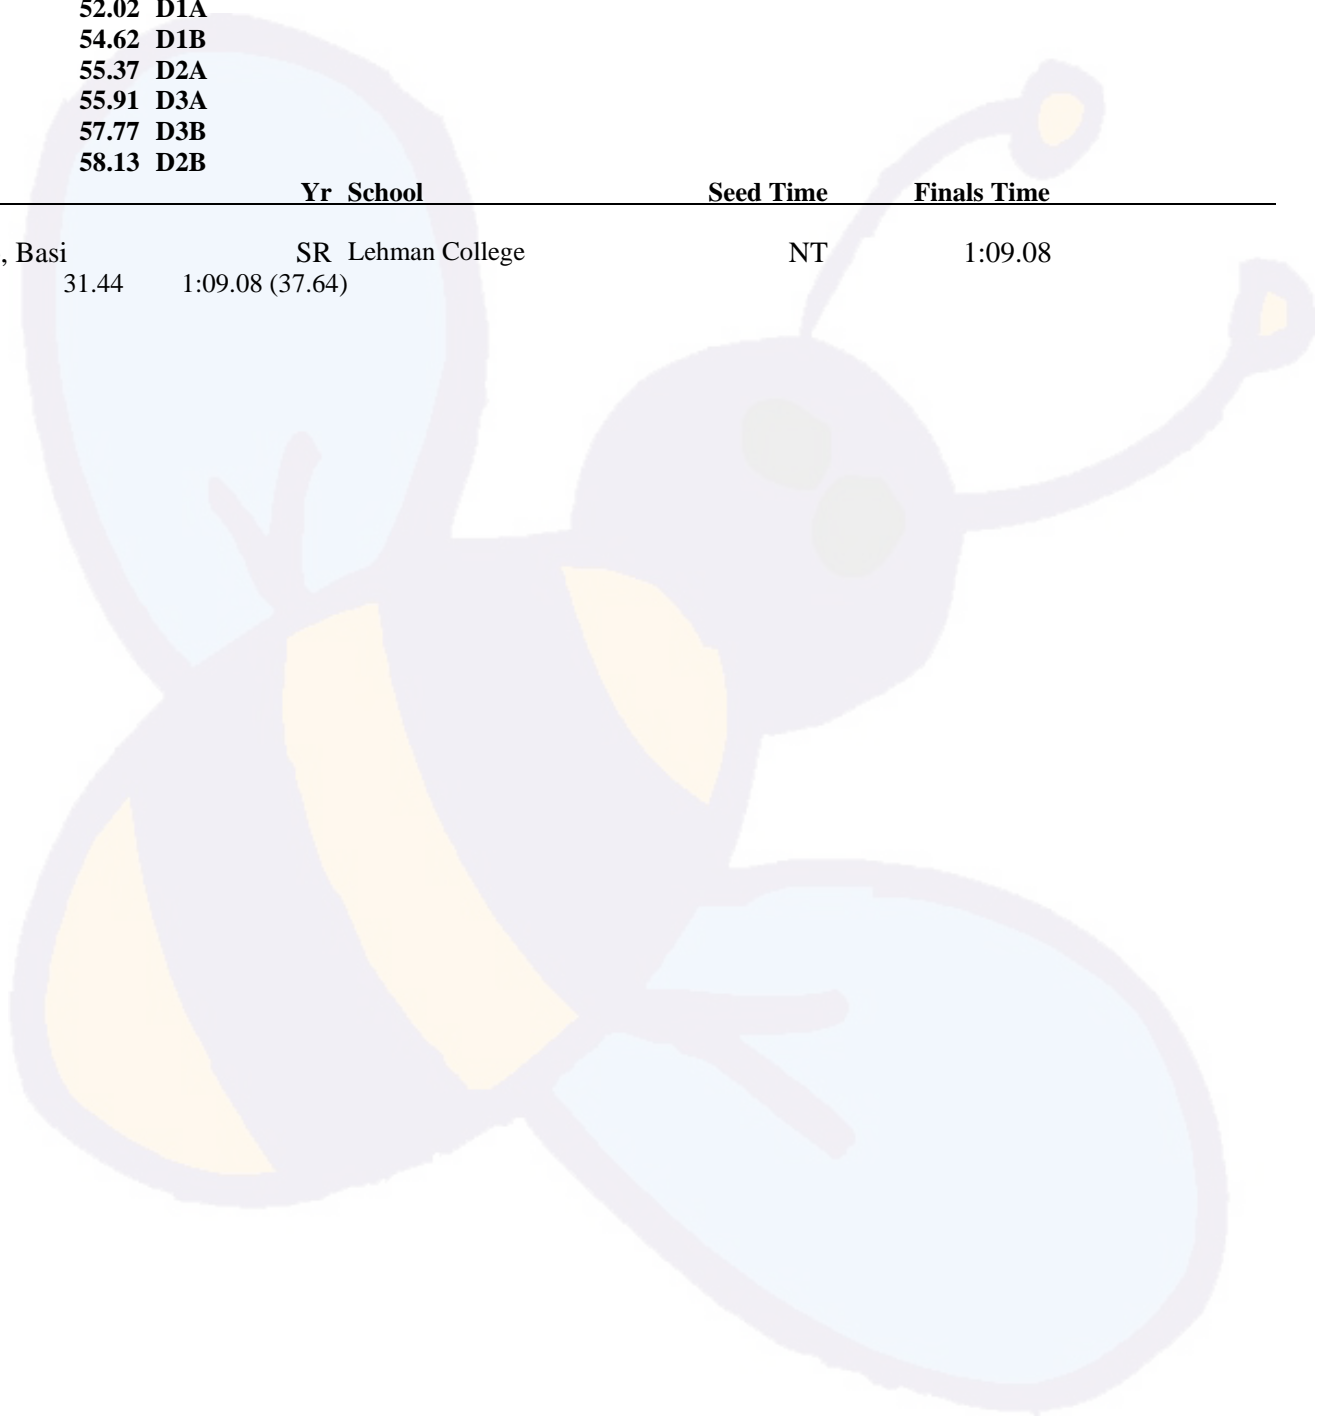 52.02 D1A
54.62 D1B
55.37 D2A
55.91 D3A
57.77 D3B
58.13 D2B
Yr School Seed Time Finals Time
, Basi SR Lehman College NT 1:09.08
31.44 1:09.08 (37.64)